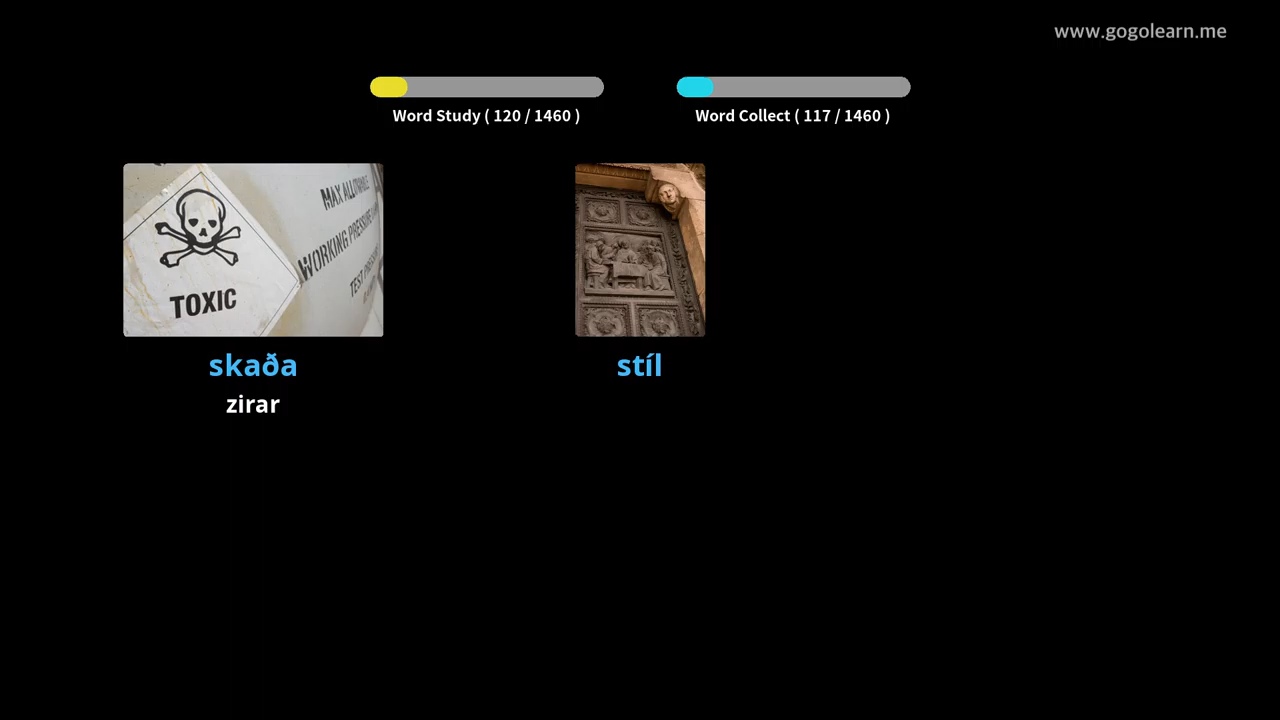 www.gogolearn.me
Word Study ( 120 / 1460 )
Word Collect ( 117 / 1460 )
TOXIC
MAX ALLOWABLE
WORKING PRESSURE
TEST
skaða
stíl
zirar